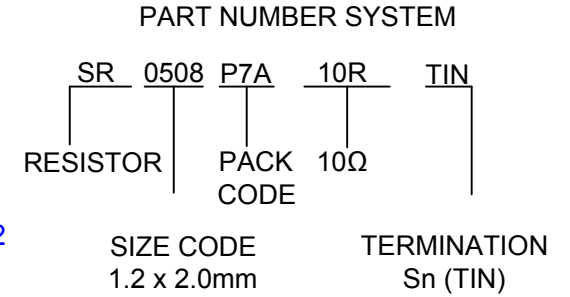 PART NUMBER SYSTEM
SR 0508 P7A 10R TIN
RESISTOR PACK CODE 10Ω
2
SIZE CODE TERMINATION
1.2 x 2.0mm Sn (TIN)